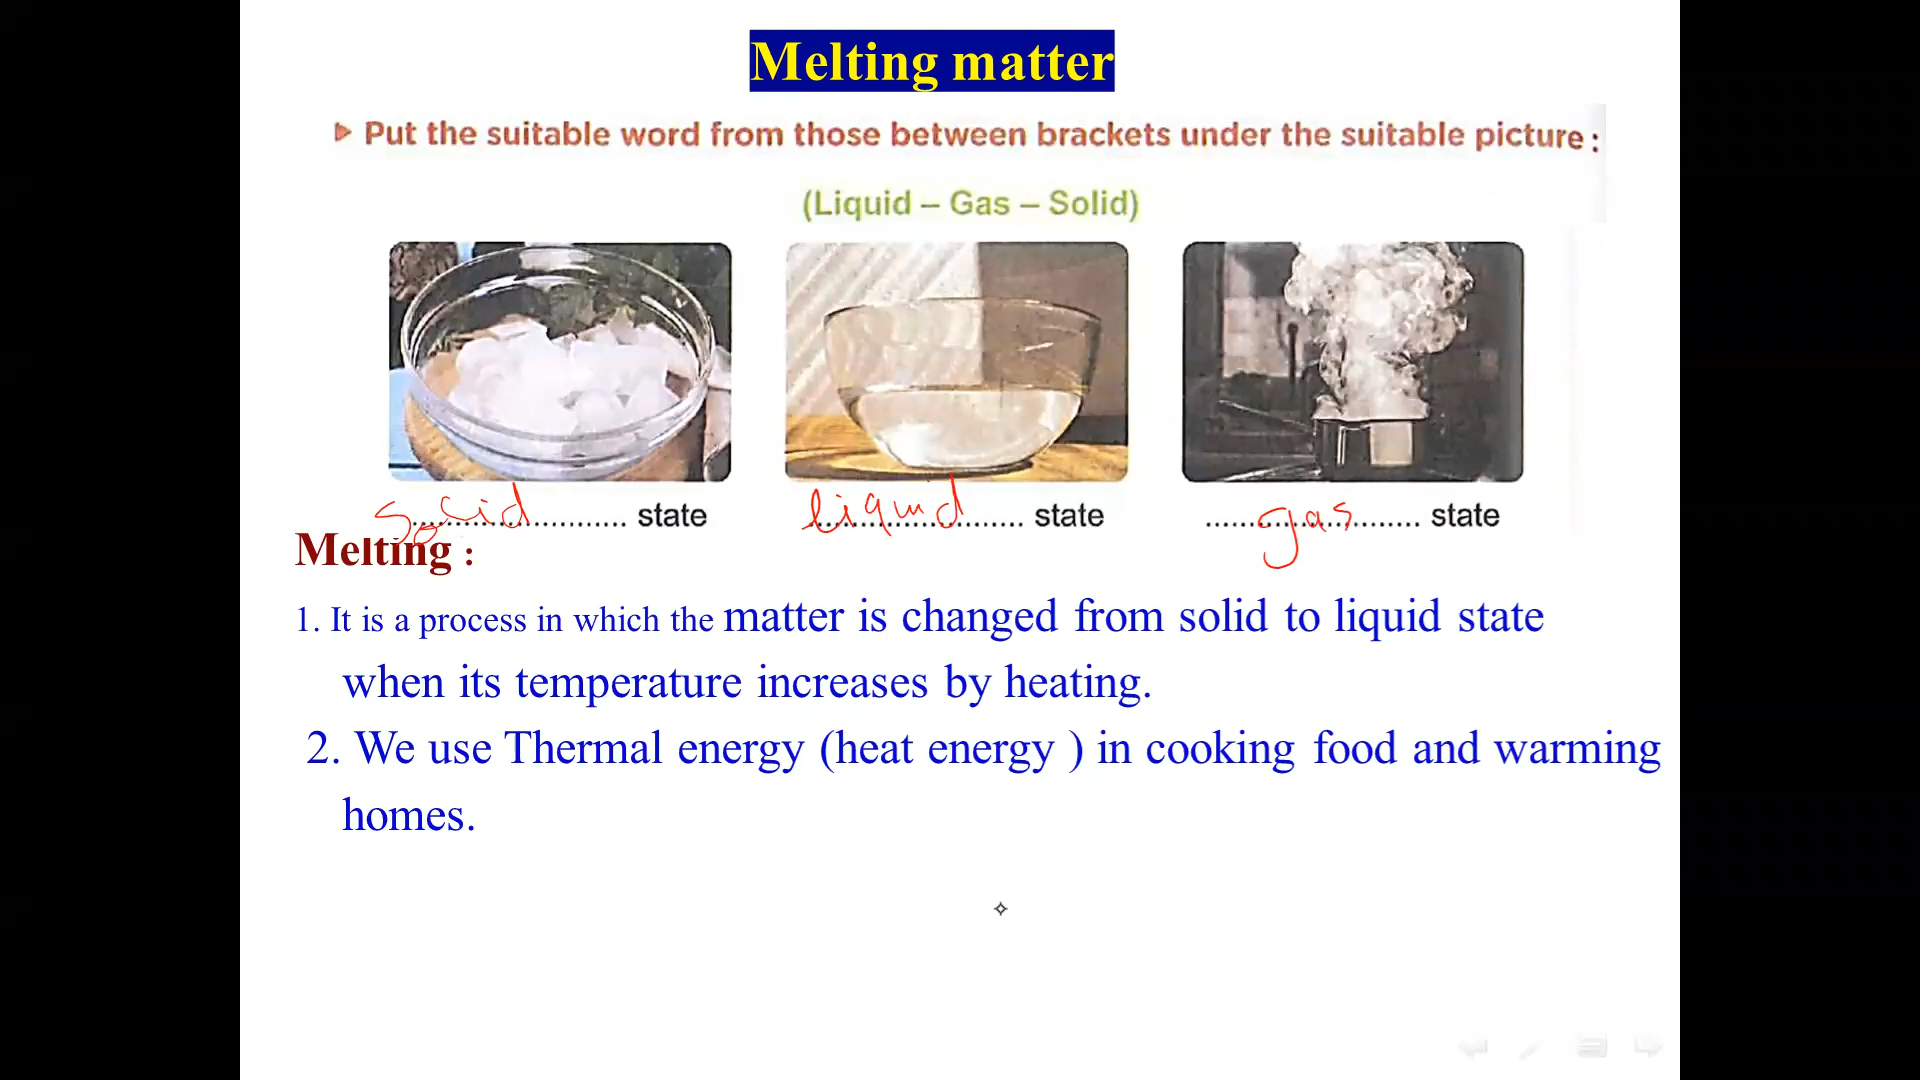 Melting matter
▶ Put the suitable word from those between brackets under the suitable picture :
(Liquid – Gas – Solid)
solid ......................... state
liquid ......................... state
gas ......................... state
Melting :
1. It is a process in which the matter is changed from solid to liquid state
when its temperature increases by heating.
2. We use Thermal energy (heat energy ) in cooking food and warming
homes.